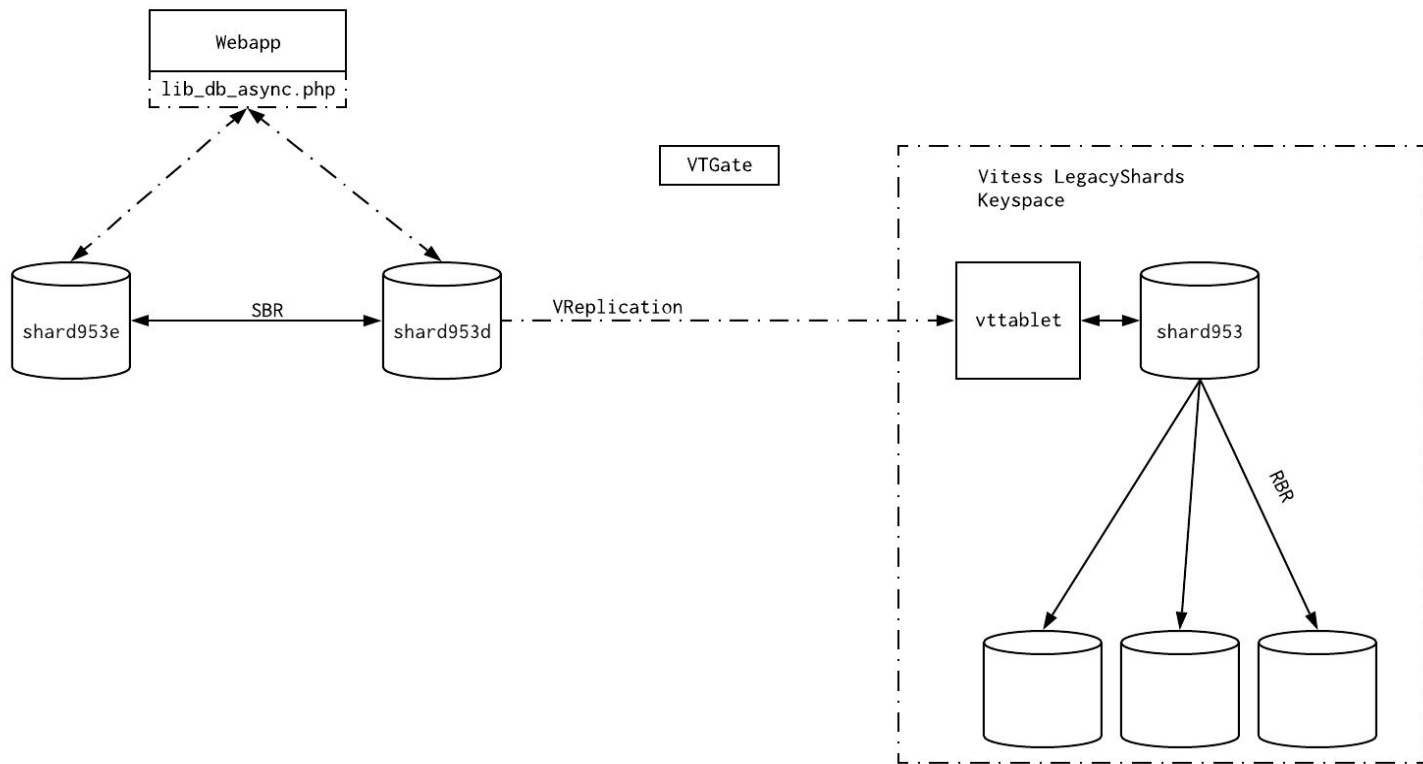 Webapp
lib_db_async.php
VTGate
Vitess LegacyShards
Keyspace
shard953e
SBR
shard953d
VReplication
vttablet
shard953
RBR